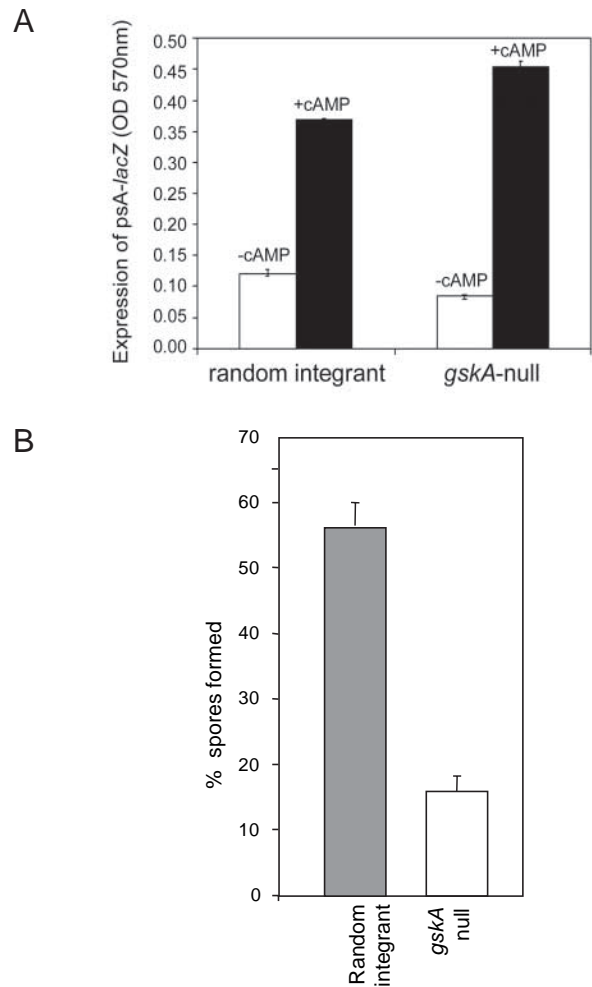 A
Expression of psA-lacZ (OD 570nm)
0.50
0.45
0.40
0.35
0.30
0.25
0.20
0.15
0.10
0.05
0.00
-cAMP
+cAMP
-cAMP
+cAMP
random integrant
gskA-null
B
% spores formed
70
60
50
40
30
20
10
0
Random
integrant
gskA
null